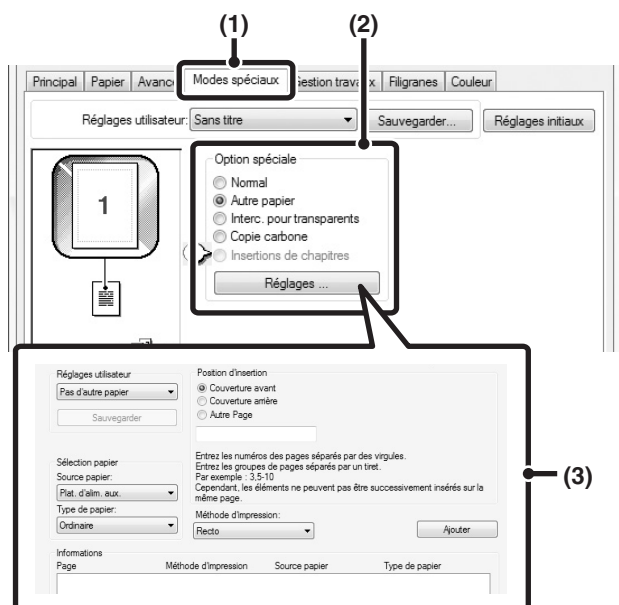 (1) (2)
Principal Papier Avancé Modes spéciaux Gestion travaux Filigranes Couleur
Réglages utilisateur: Sans titre Sauvegarder... Réglages initiaux
Option spéciale
Normal
1
Autre papier
Interc. pour transparents
Copie carbone
Insertions de chapitres
Réglages ...
Réglages utilisateur
Pas d'autre papier
Sauvegarder
Position d'insertion
Couverture avant
Couverture arrière
Autre Page
Entrez les numéros des pages séparés par des virgules.
Entrez les groupes de pages séparés par un tiret.
Par exemple : 3,5-10
Cependant, les éléments ne peuvent pas être successivement insérés sur la
même page.
(3)
Sélection papier
Source papier:
Plat. d'alim. aux.
Type de papier:
Ordinaire
Méthode d'impression:
Recto
Ajouter
Informations
Page Méthode d'impression Source papier Type de papier